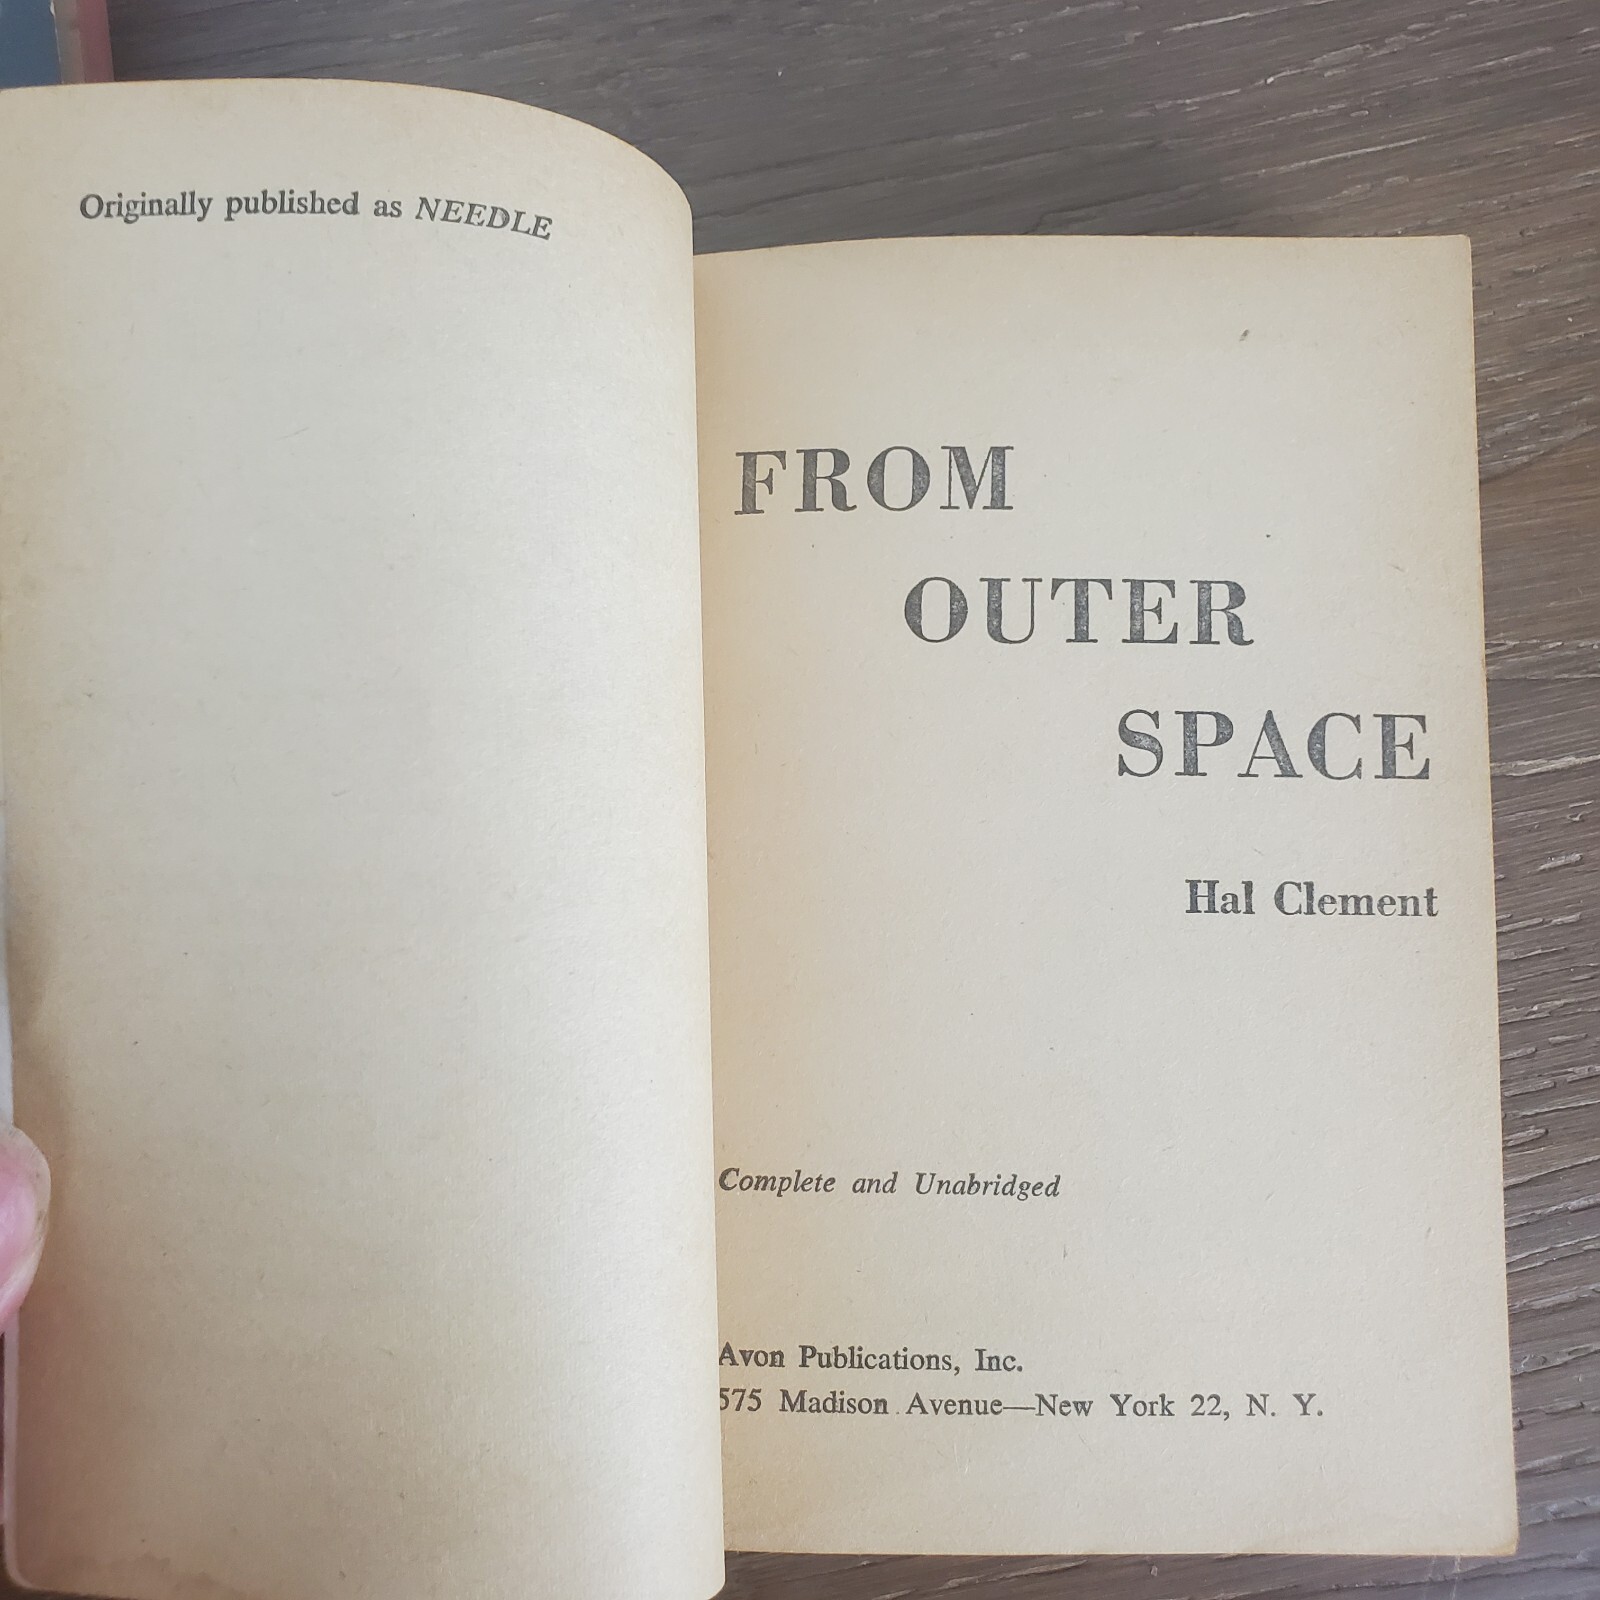 Originally published as NEEDLE
FROM
OUTER
SPACE
Hal Clement
Complete and Unabridged
Avon Publications, Inc.
575 Madison Avenue—New York 22, N. Y.